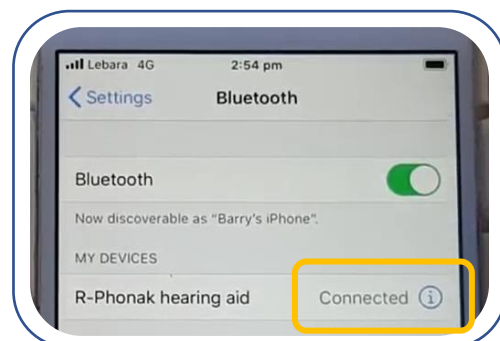 Lebara 4G 2:54 pm
Settings Bluetooth
Bluetooth
Now discoverable as "Barry's iPhone".
MY DEVICES
R-Phonak hearing aid Connected i